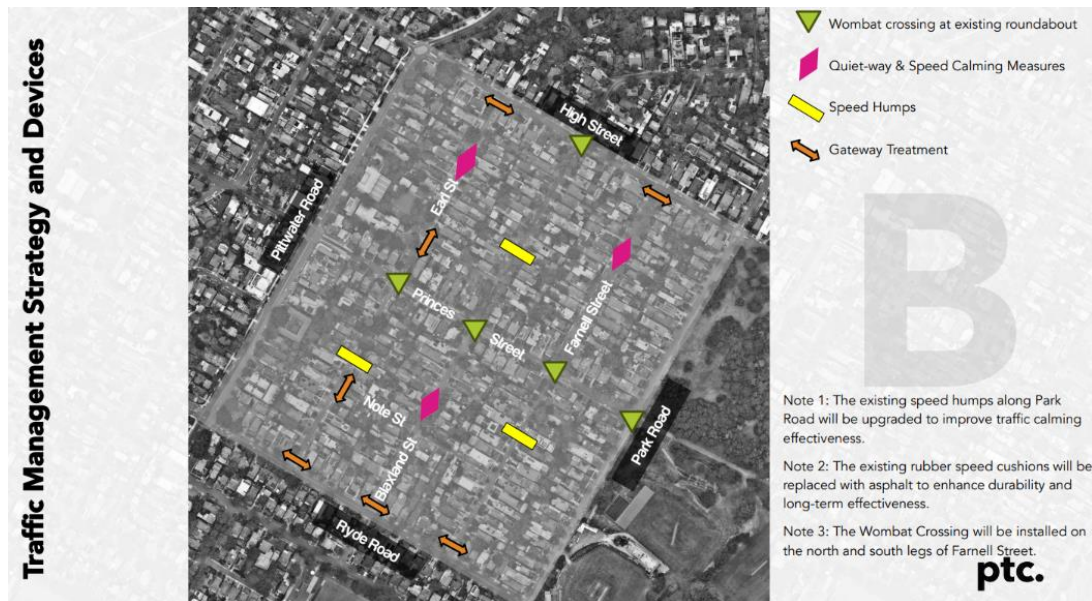 Traffic Management Strategy and Devices
Pittwater Road
High Street
Earl St
Princes
Street
Farnell Street
Note St
Blaxland St
Park Road
Ryde Road
Wombat crossing at existing roundabout
Quiet-way & Speed Calming Measures
Speed Humps
Gateway Treatment
B
Note 1: The existing speed humps along Park
Road will be upgraded to improve traffic calming
effectiveness.
Note 2: The existing rubber speed cushions will be
replaced with asphalt to enhance durability and
long-term effectiveness.
Note 3: The Wombat Crossing will be installed on
the north and south legs of Farnell Street.
ptc.